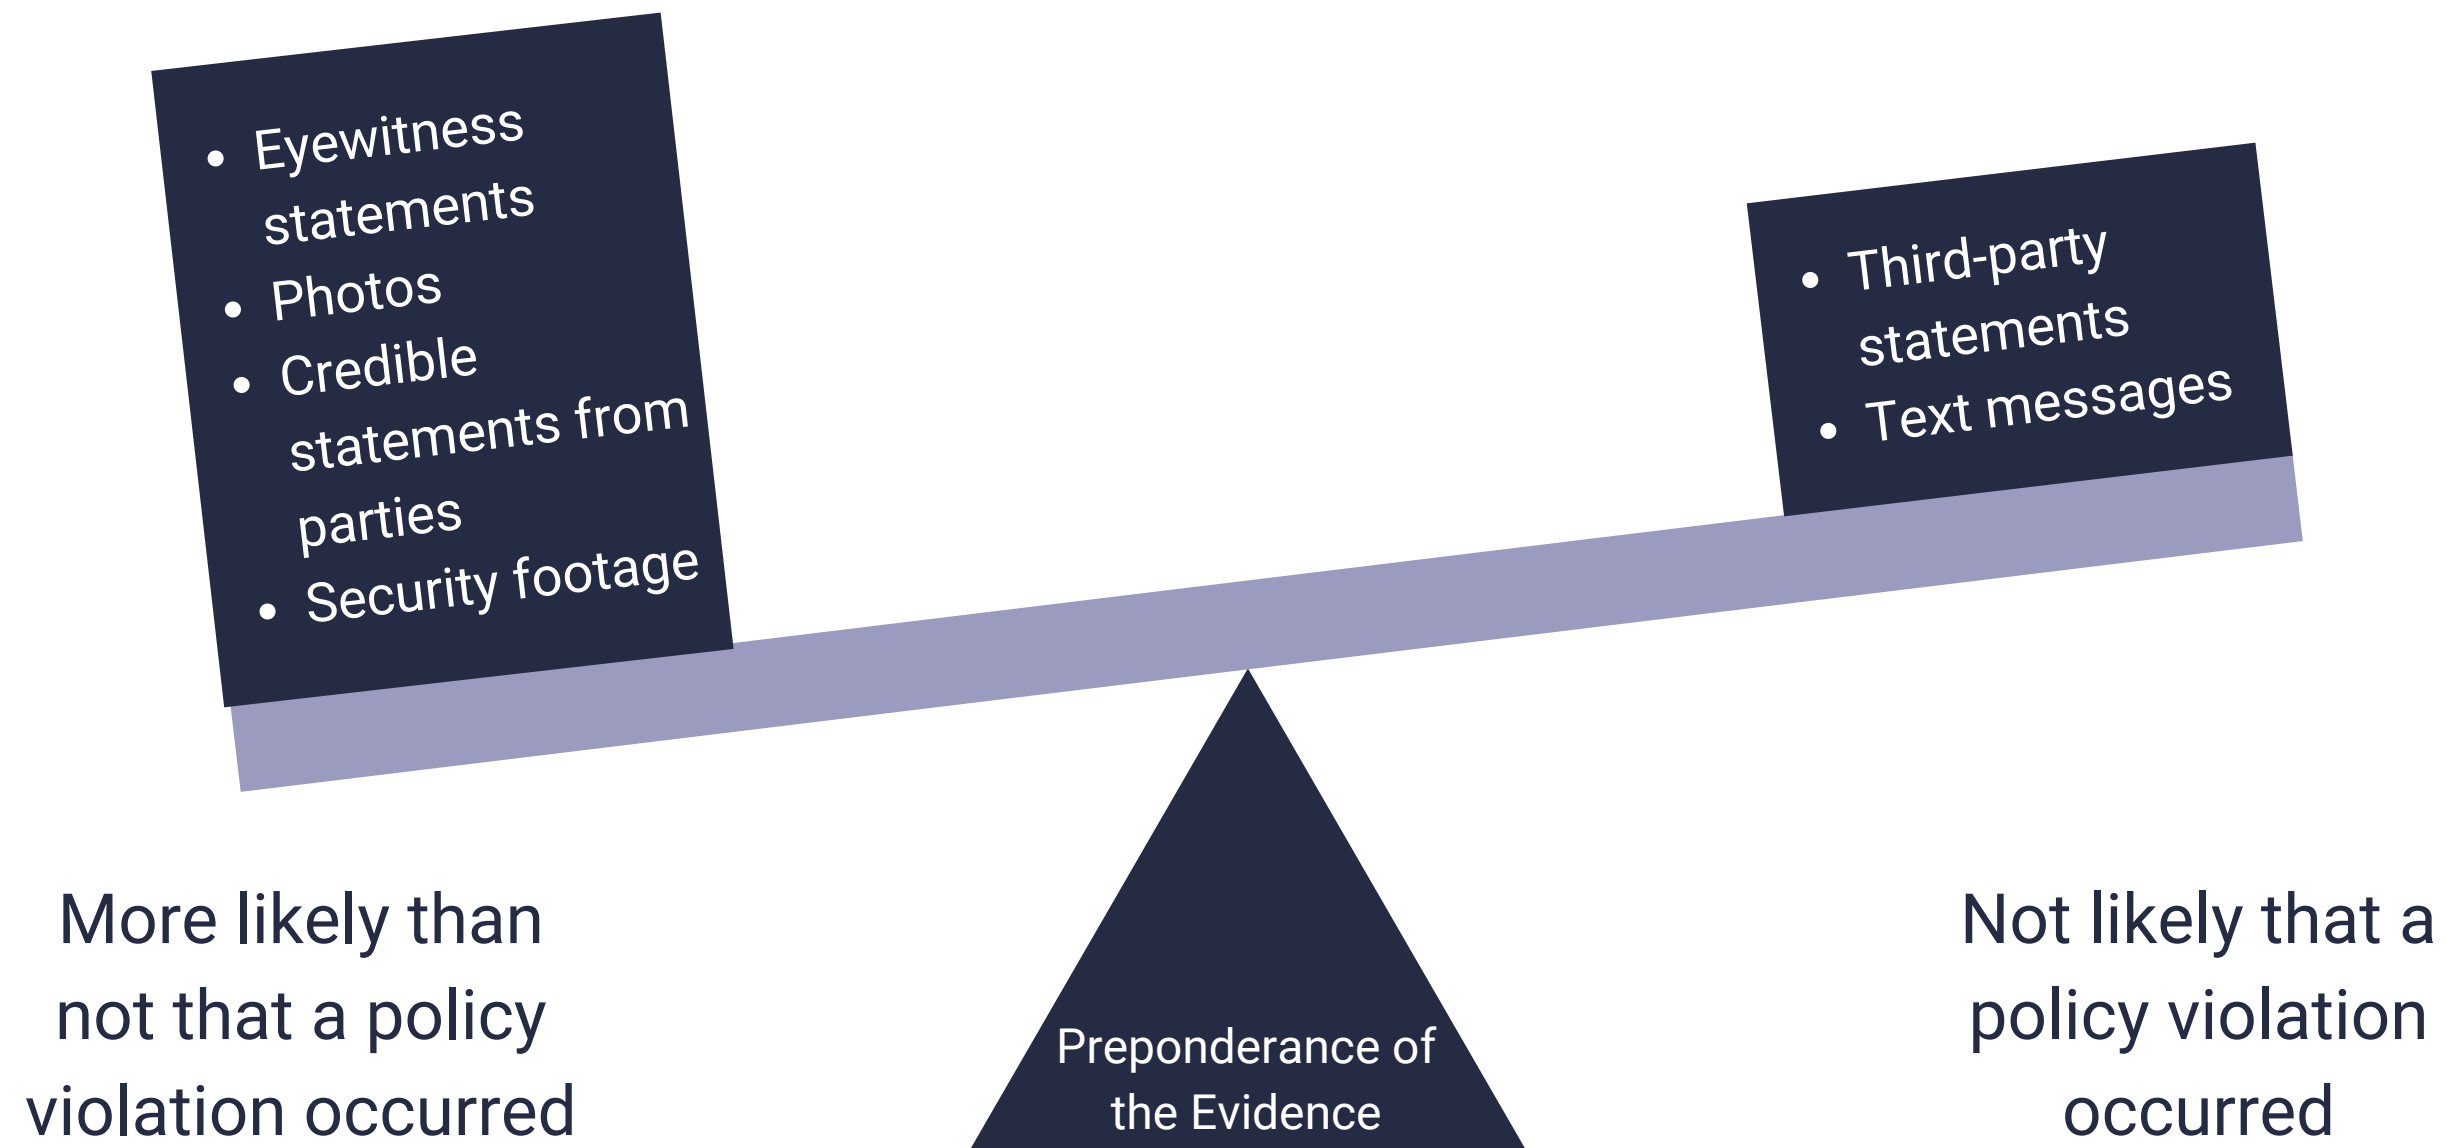 • Eyewitness
statements
• Photos
• Credible
statements from
parties
• Security footage
• Third-party
statements
• Text messages
More likely than
not that a policy
violation occurred
Preponderance of
the Evidence
Not likely that a
policy violation
occurred